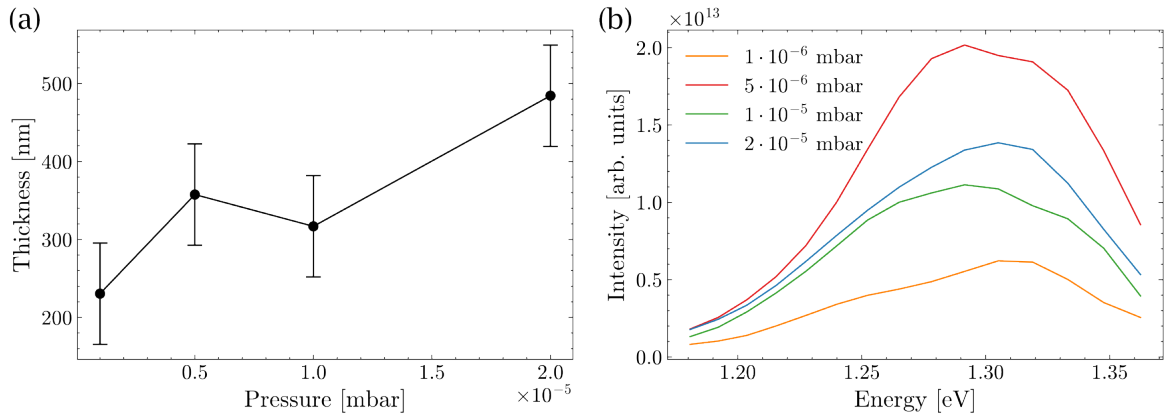 (a)
500
400
300
200
Thickness [nm]
0.5
1.0
1.5
2.0
×10⁻⁵
Pressure [mbar]
(b)
×10¹³
2.0
1.5
1.0
0.5
0.0
Intensity [arb. units]
1·10⁻⁶ mbar
5·10⁻⁶ mbar
1·10⁻⁵ mbar
2·10⁻⁵ mbar
1.20
1.25
1.30
1.35
Energy [eV]